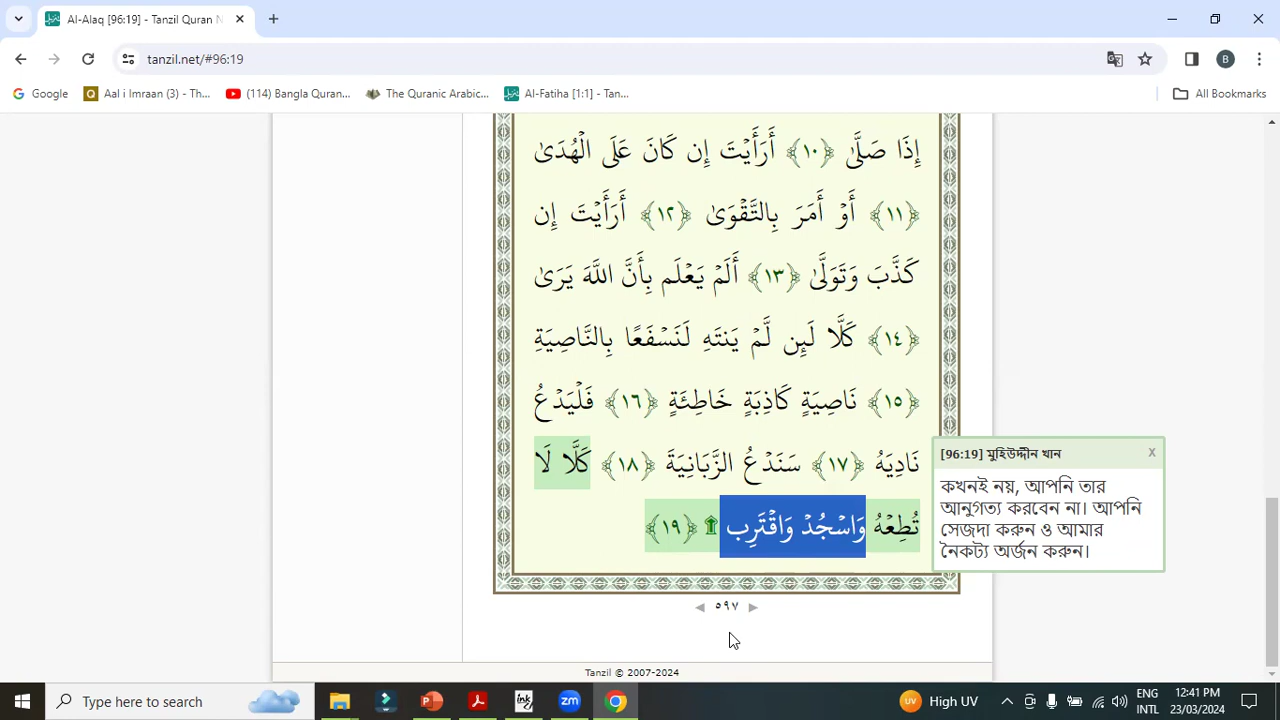 Al-Alaq [96:19] - Tanzil Quran N
tanzil.net/#96:19
B
Google
Aal i Imraan (3) - Th...
(114) Bangla Quran...
The Quranic Arabic...
Al-Fatiha [1:1] - Tan...
All Bookmarks
إِذَا صَلَّىٰ ﴿١٠﴾ أَرَأَيْتَ إِن كَانَ عَلَى الْهُدَىٰ
﴿١١﴾ أَوْ أَمَرَ بِالتَّقْوَىٰ ﴿١٢﴾ أَرَأَيْتَ إِن
كَذَّبَ وَتَوَلَّىٰ ﴿١٣﴾ أَلَمْ يَعْلَم بِأَنَّ اللَّهَ يَرَىٰ
﴿١٤﴾ كَلَّا لَئِن لَّمْ يَنتَهِ لَنَسْفَعًا بِالنَّاصِيَةِ
﴿١٥﴾ نَاصِيَةٍ كَاذِبَةٍ خَاطِئَةٍ ﴿١٦﴾ فَلْيَدْعُ
نَادِيَهُ ﴿١٧﴾ سَنَدْعُ الزَّبَانِيَةَ ﴿١٨﴾ كَلَّا لَا
تُطِعْهُ وَاسْجُدْ وَاقْتَرِب ۩ ﴿١٩﴾
[96:19] মুহিউদ্দীন খান
x
কখনই নয়, আপনি তার
আনুগত্য করবেন না। আপনি
সেজদা করুন ও আমার
নৈকট্য অর্জন করুন।
٥٩٧
Tanzil © 2007-2024
Type here to search
High UV
ENG
INTL
12:41 PM
23/03/2024